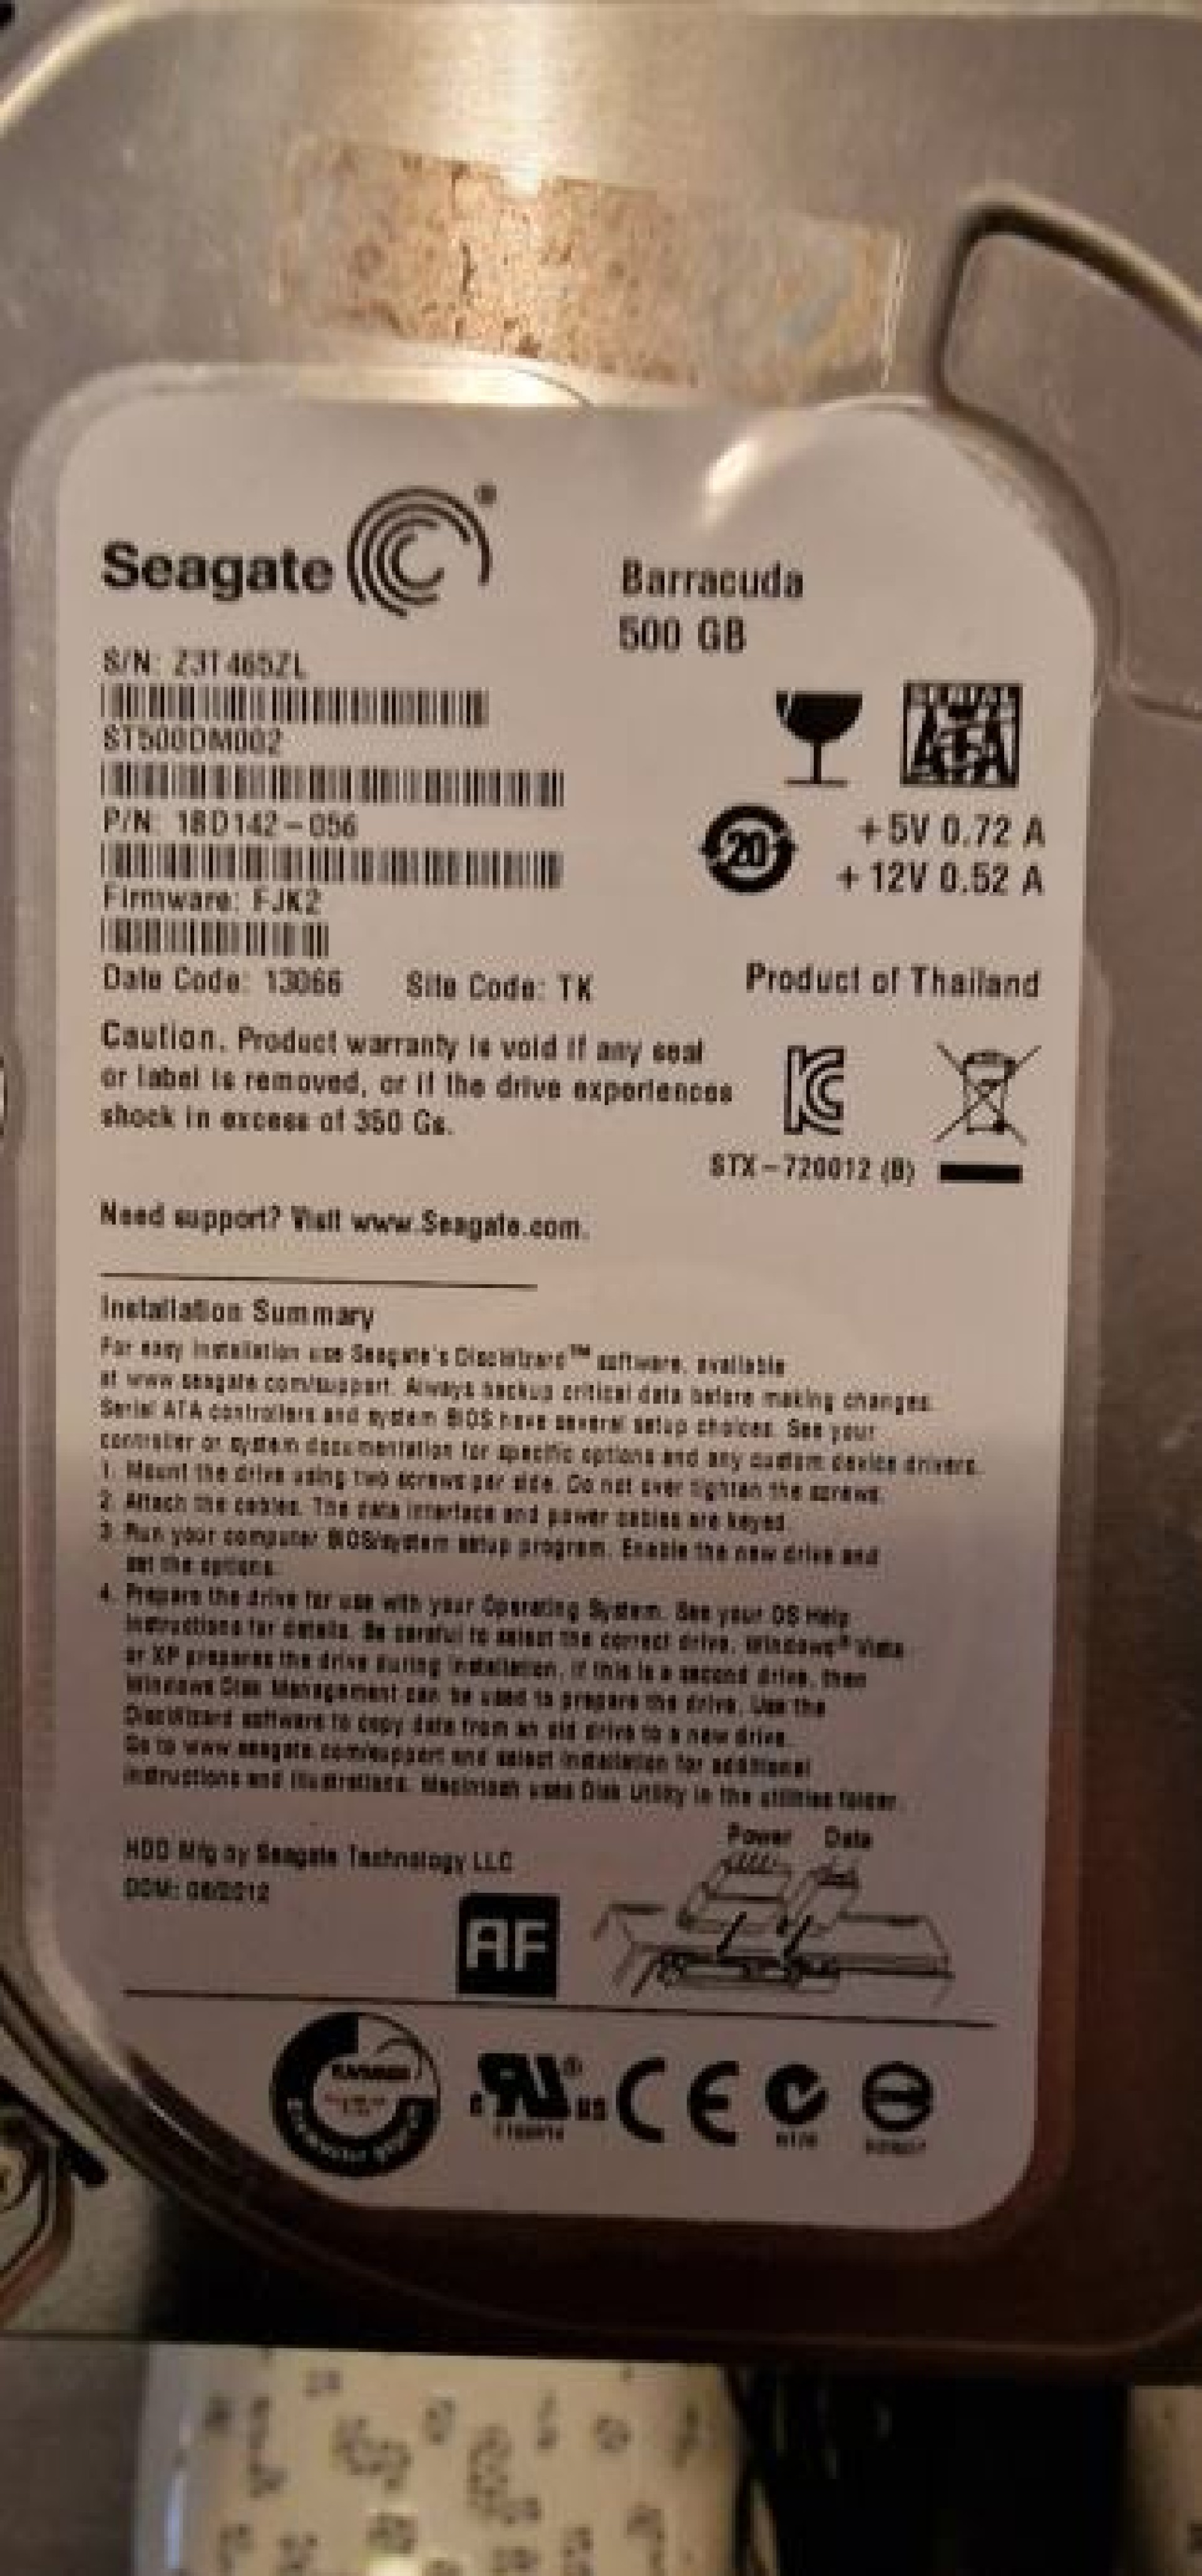 Seagate
Barracuda
500 GB
S/N: Z3T465ZL
ST500DM002
P/N: 1BD142-056
Firmware: FJK2
Date Code: 13066 Site Code: TK
SERIAL
ATA
20
+5V 0.72 A
+12V 0.52 A
Product of Thailand
Caution. Product warranty is void if any seal
or label is removed, or if the drive experiences
shock in excess of 350 Gs.
STX-720012 (B)
Need support? Visit www.Seagate.com.
Installation Summary
For easy installation use Seagate's DiscWizard™ software, available
at www.seagate.com/support. Always backup critical data before making changes.
Serial ATA controllers and system BIOS have several setup choices. See your
controller or system documentation for specific options and any custom device drivers.
1. Mount the drive using two screws per side. Do not over tighten the screws.
2. Attach the cables. The data interface and power cables are keyed.
3. Run your computer BIOS/system setup program. Enable the new drive and
set the options.
4. Prepare the drive for use with your Operating System. See your OS Help
instructions for details. Be careful to select the correct drive. Windows® Vista
or XP prepares the drive during installation. If this is a second drive, then
Windows Disk Management can be used to prepare the drive. Use the
DiscWizard software to copy data from an old drive to a new drive.
Go to www.seagate.com/support and select installation for additional
instructions and illustrations. Macintosh uses Disk Utility in the utilities folder.
Power Data
HDD Mfg by Seagate Technology LLC
DOM: 08/2012
AF
c US
CE